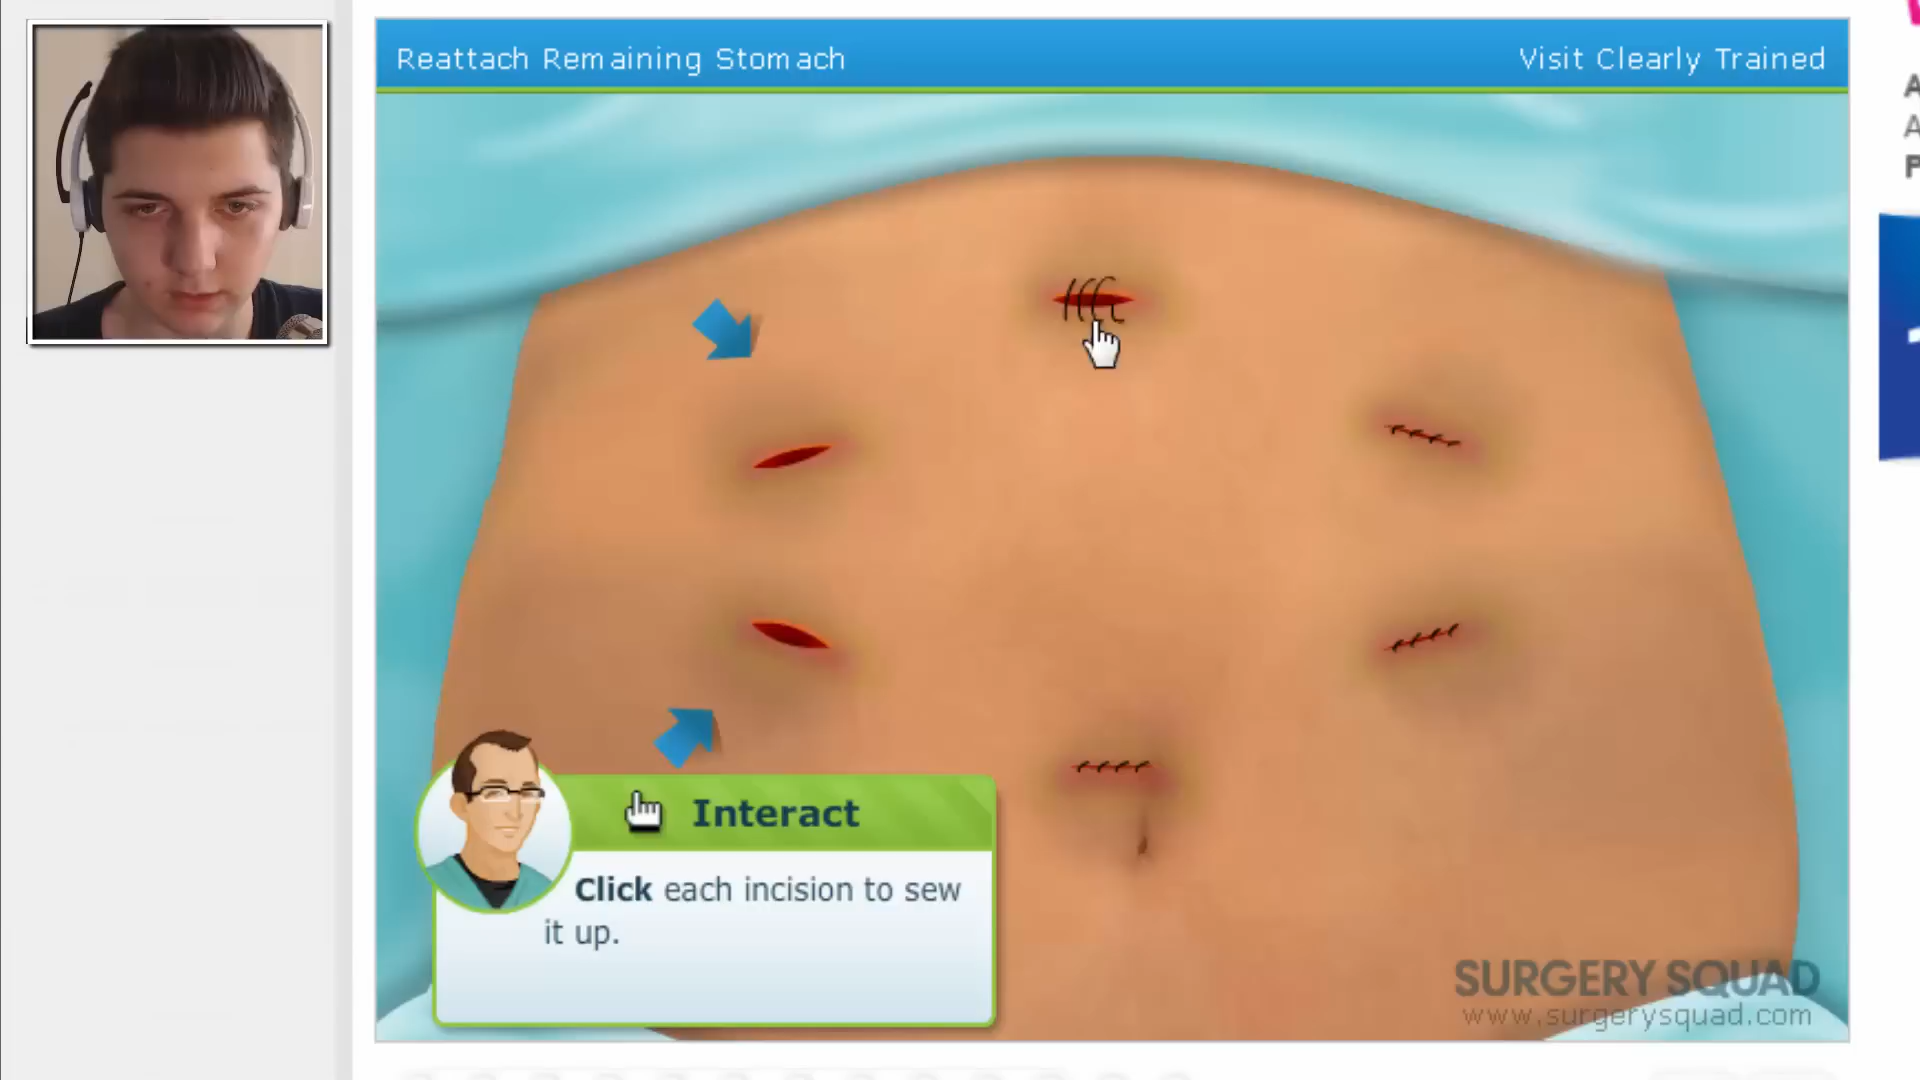 Reattach Remaining Stomach
Visit Clearly Trained
Interact
Click each incision to sew
it up.
SURGERY SQUAD
www.surgerysquad.com